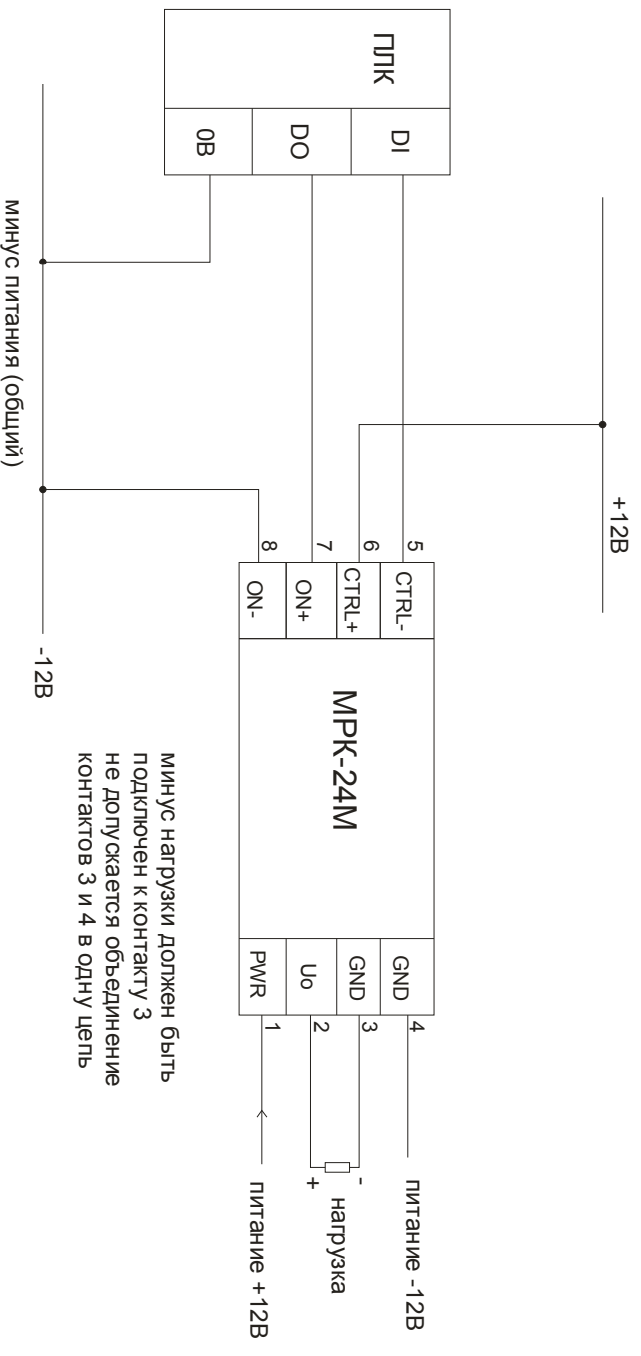 +12В
ПЛК
DI
DO
0В
5
6
7
8
CTRL-
CTRL+
ON+
ON-
МРК-24М
GND
GND
Uo
PWR
4
3
2
1
питание -12В
-
нагрузка
+
питание +12В
минус питания (общий)
-12В
минус нагрузки должен быть
подключен к контакту 3
не допускается объединение
контактов 3 и 4 в одну цепь